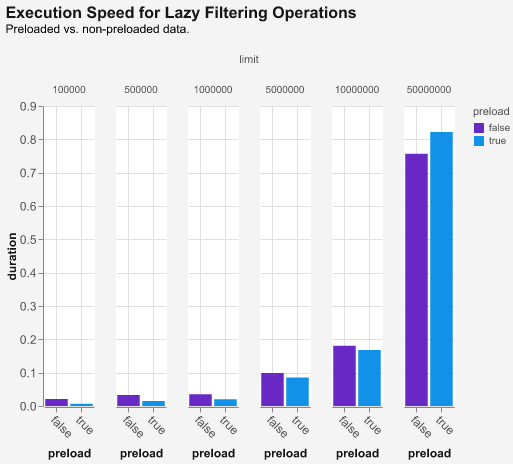 Execution Speed for Lazy Filtering Operations
Preloaded vs. non-preloaded data.
limit
100000 500000 1000000 5000000 10000000 50000000
preload
false
true
duration
0.9
0.8
0.7
0.6
0.5
0.4
0.3
0.2
0.1
0.0
false true false true false true false true false true false true
preload preload preload preload preload preload